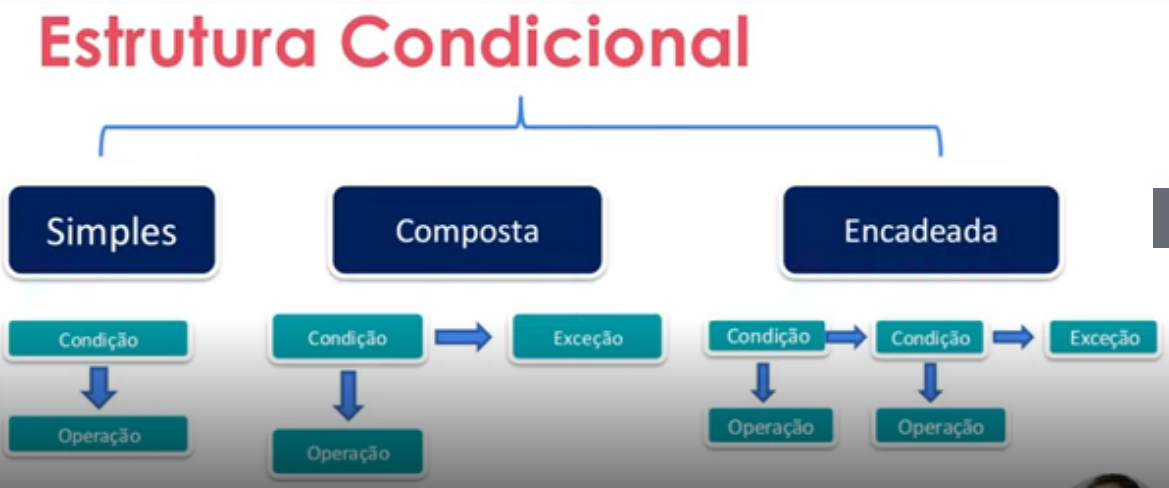 Estrutura Condicional
Simples
Composta
Encadeada
Condição
Operação
Condição
Exceção
Operação
Condição
Condição
Exceção
Operação
Operação